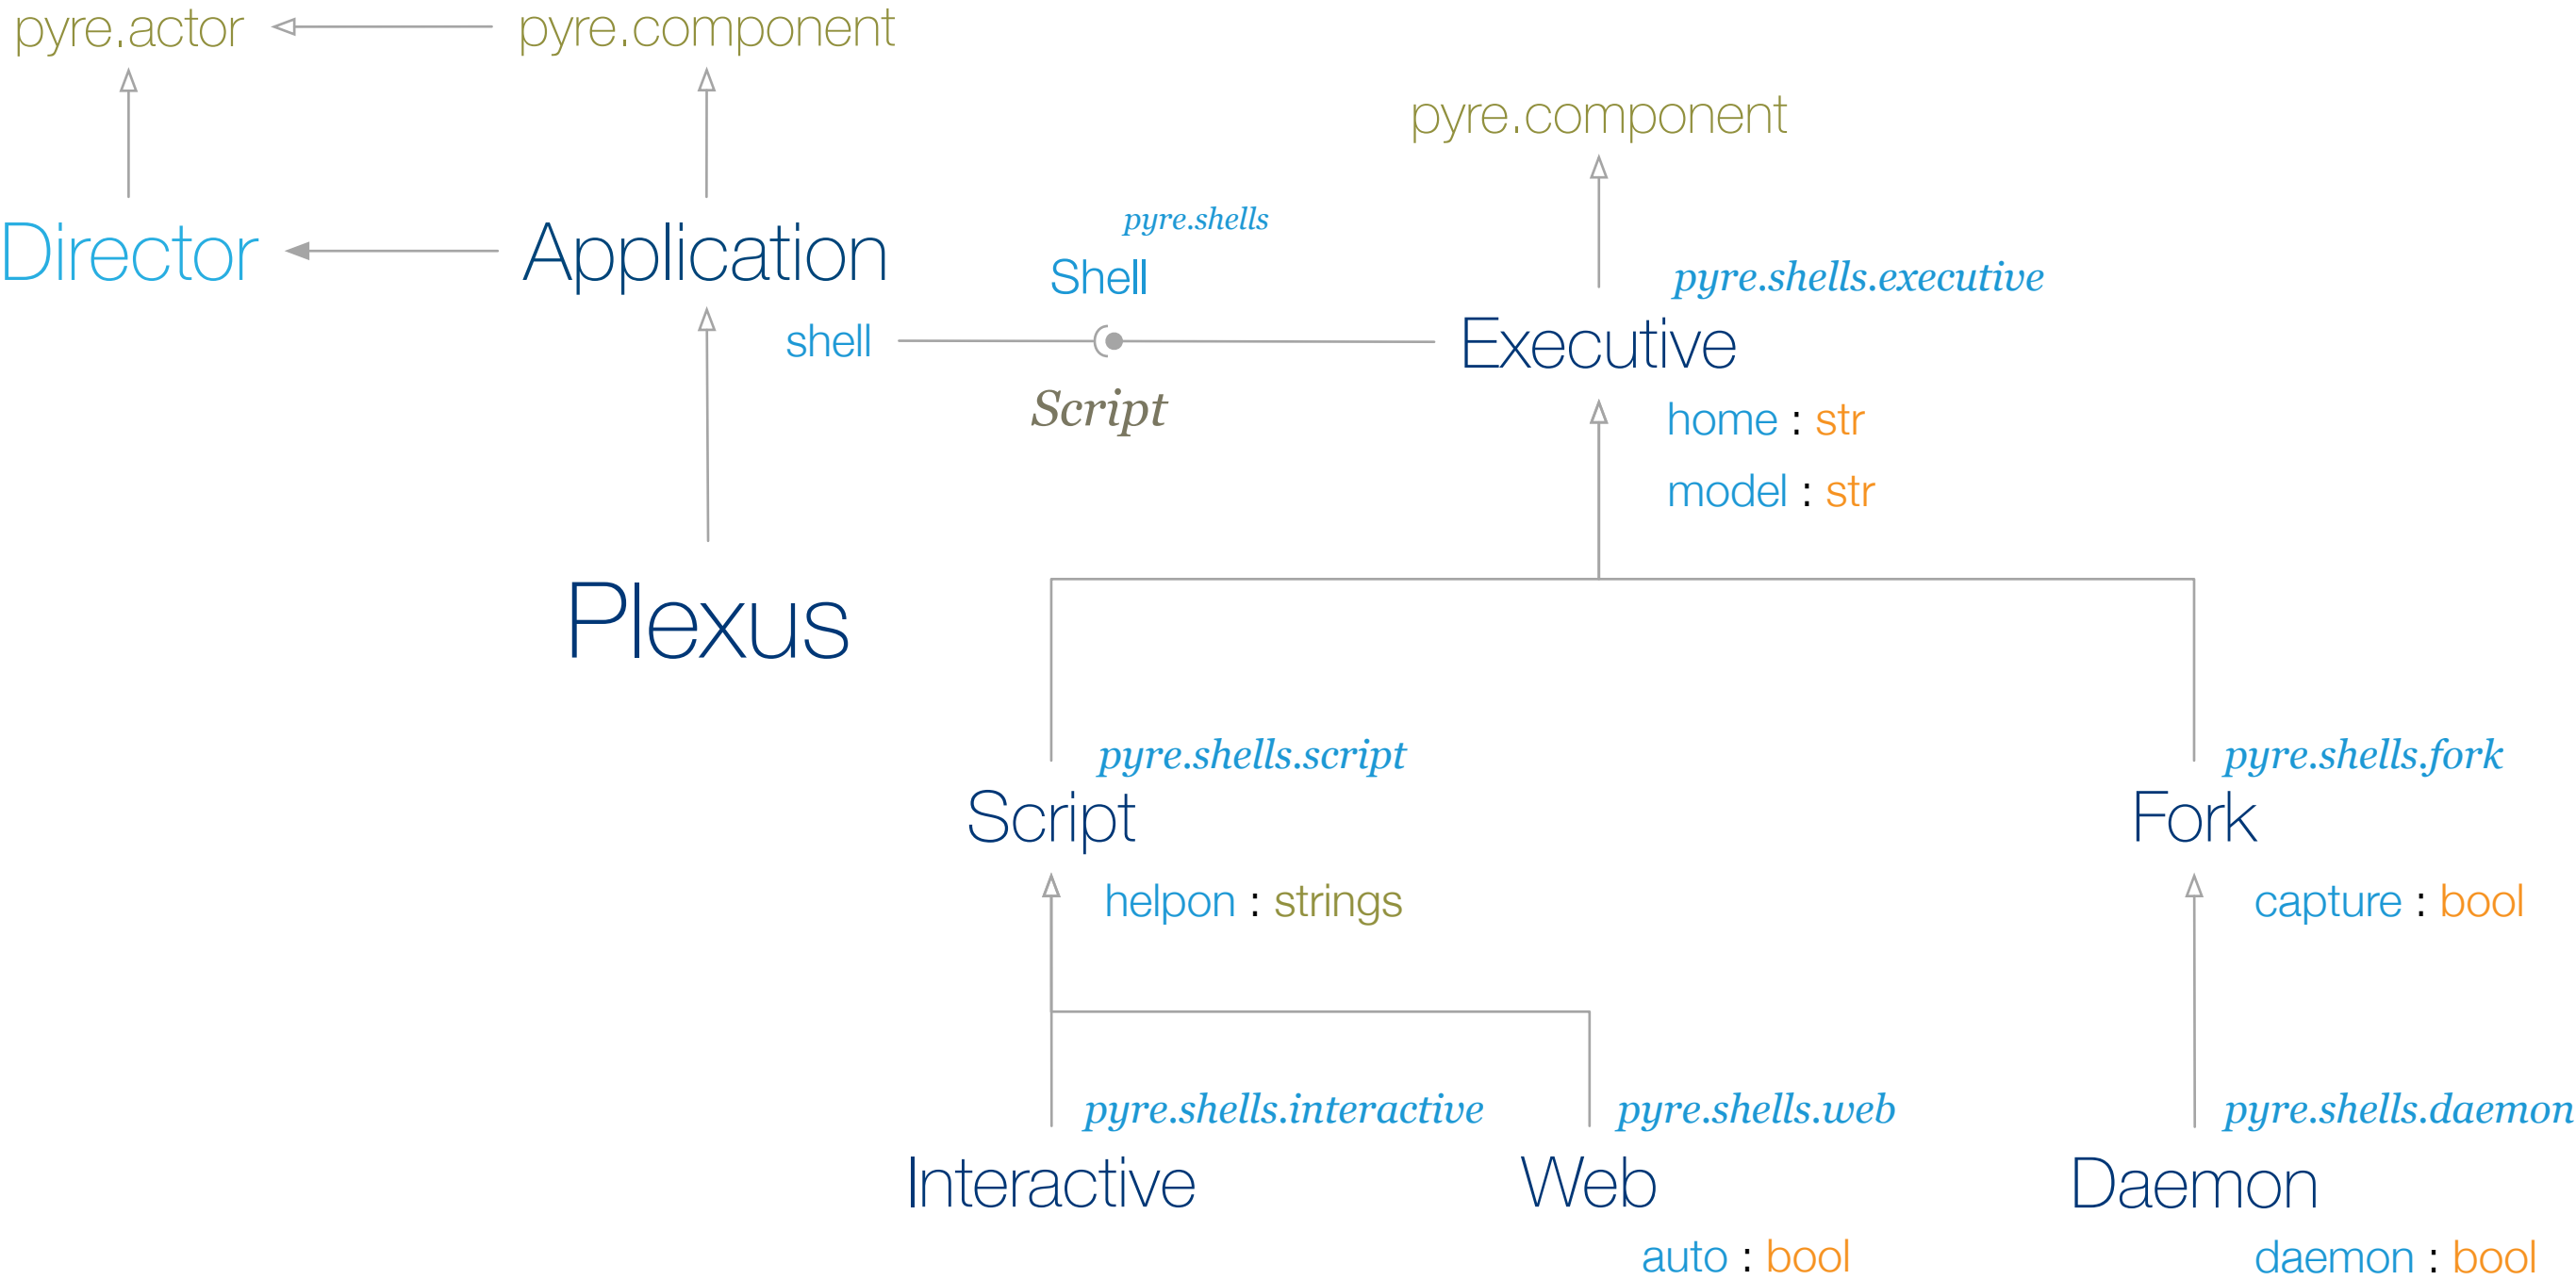 pyre.actor
pyre.component
pyre.component
Director
Application
pyre.shells
Shell
shell
Script
pyre.shells.executive
Executive
home : str
model : str
Plexus
pyre.shells.script
Script
helpon : strings
pyre.shells.fork
Fork
capture : bool
pyre.shells.interactive
Interactive
pyre.shells.web
Web
auto : bool
pyre.shells.daemon
Daemon
daemon : bool